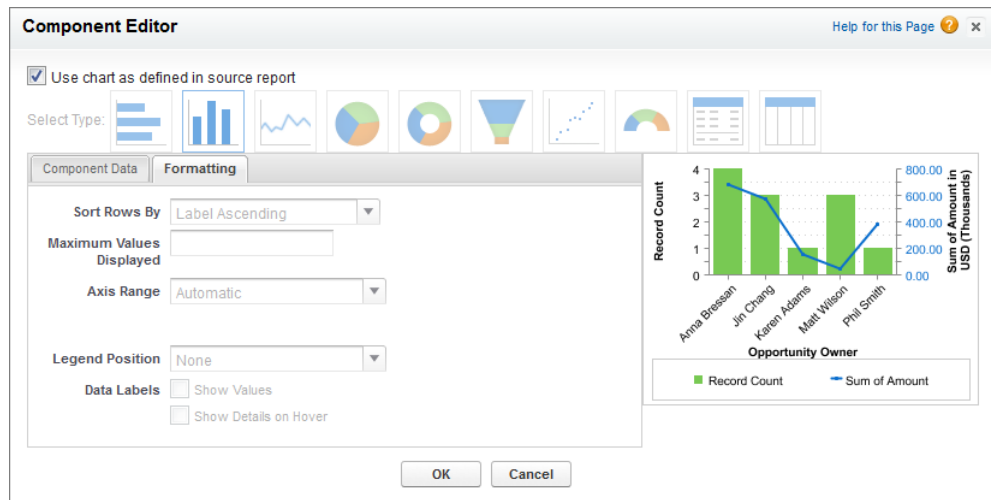 Component Editor
Help for this Page ?
Use chart as defined in source report
Select Type:
Component Data
Formatting
Sort Rows By
Label Ascending
Maximum Values
Displayed
Axis Range
Automatic
Legend Position
None
Data Labels
Show Values
Show Details on Hover
Record Count
4
3
2
1
0
800.00
600.00
400.00
200.00
0.00
Sum of Amount in
USD (Thousands)
Anna Bressan
Jin Chang
Karen Adams
Matt Wilson
Phil Smith
Opportunity Owner
Record Count
Sum of Amount
OK
Cancel